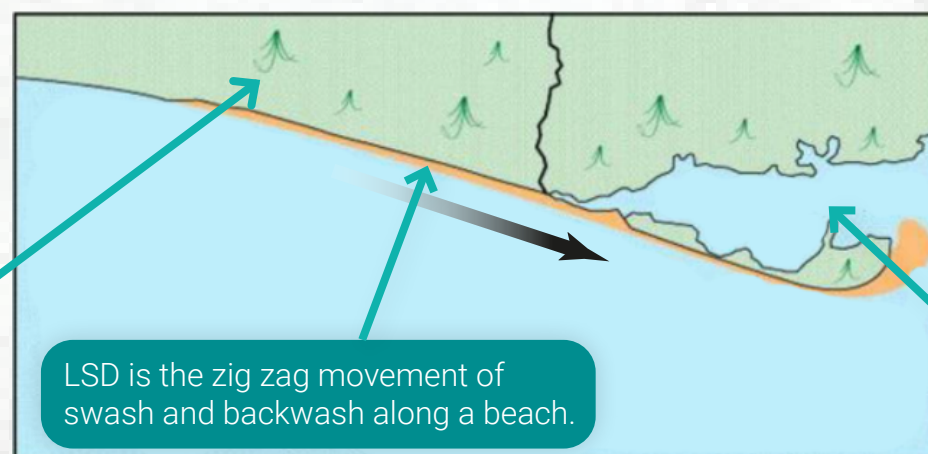 LSD is the zig zag movement of
swash and backwash along a beach.